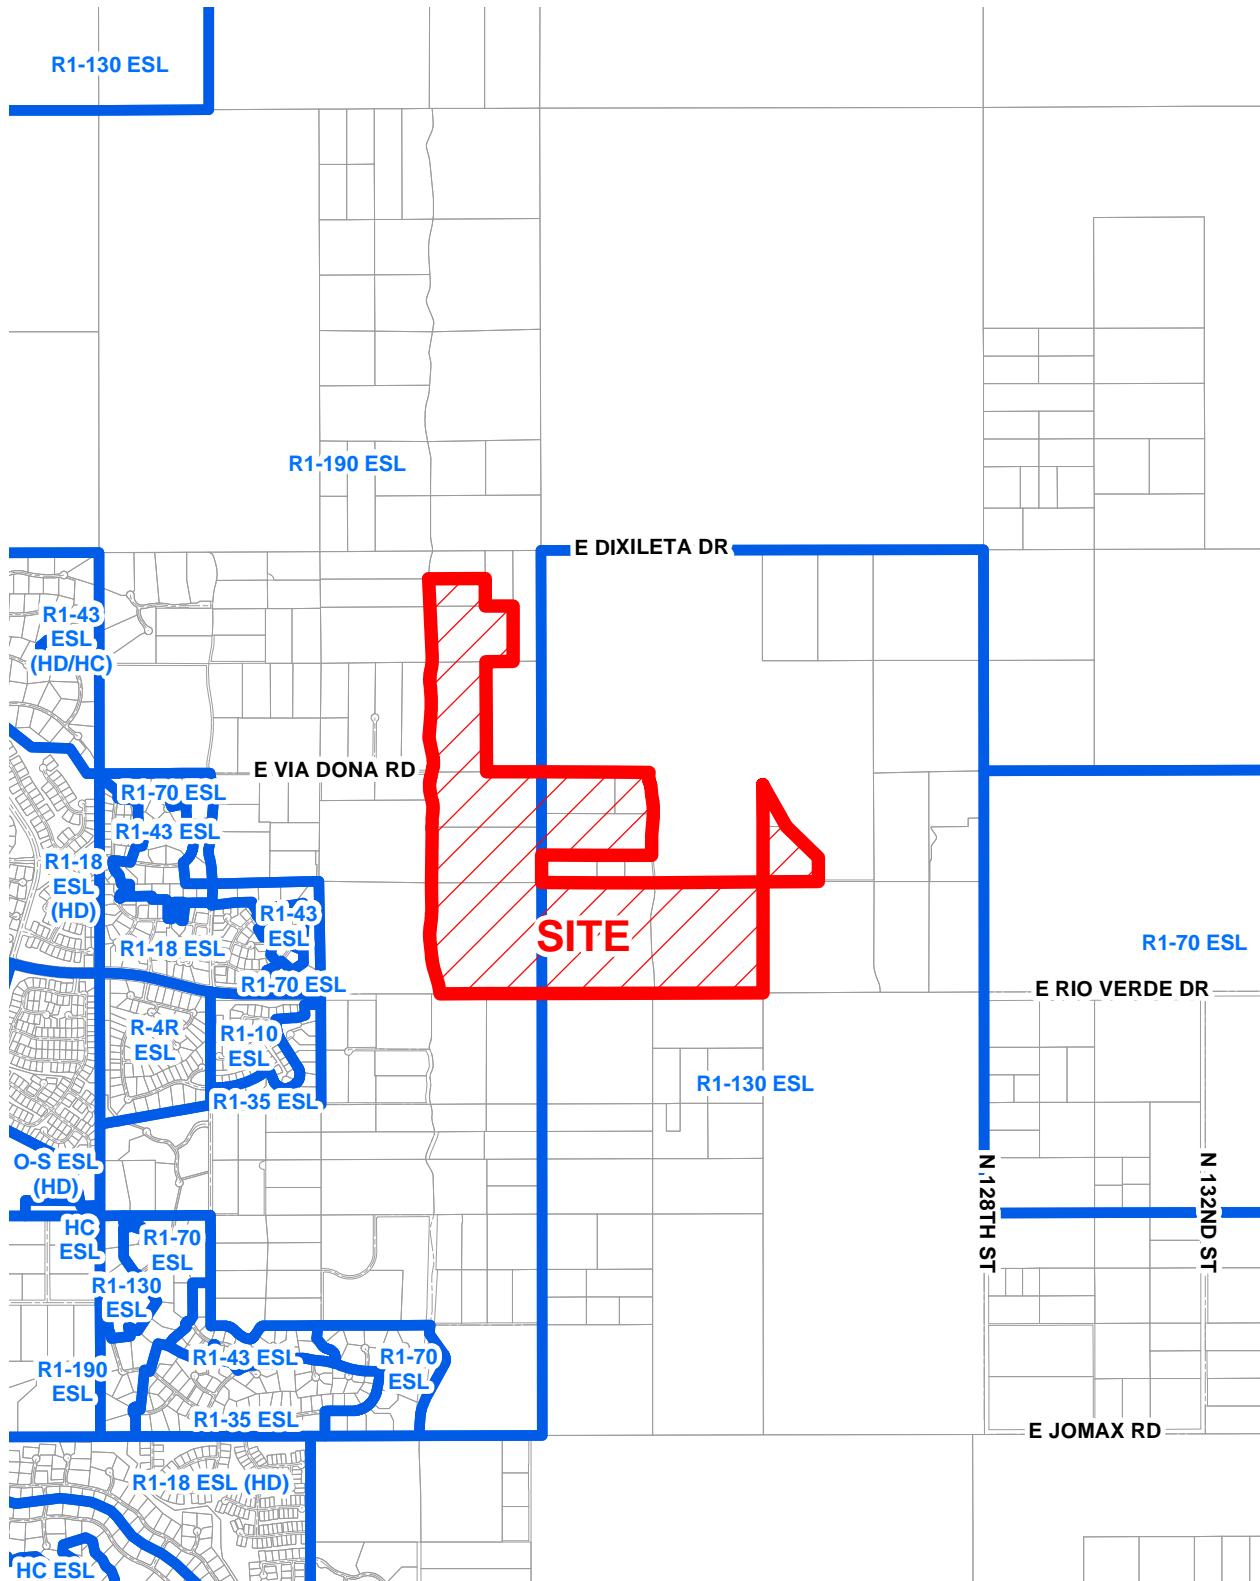 R1-130 ESL
R1-190 ESL
E DIXILETA DR
R1-43
ESL
(HD/HC)
E VIA DONA RD
R1-70 ESL
R1-43 ESL
R1-18
ESL
(HD)
R1-43
ESL
R1-18 ESL
SITE
R1-70 ESL
R1-70 ESL
E RIO VERDE DR
R-4R
ESL
R1-10
ESL
R1-130 ESL
R1-35 ESL
O-S ESL
(HD)
N 128TH ST
N 132ND ST
HC
ESL
R1-70
ESL
R1-130
ESL
R1-190
ESL
R1-43 ESL
R1-70
ESL
R1-35 ESL
E JOMAX RD
R1-18 ESL (HD)
HC ESL